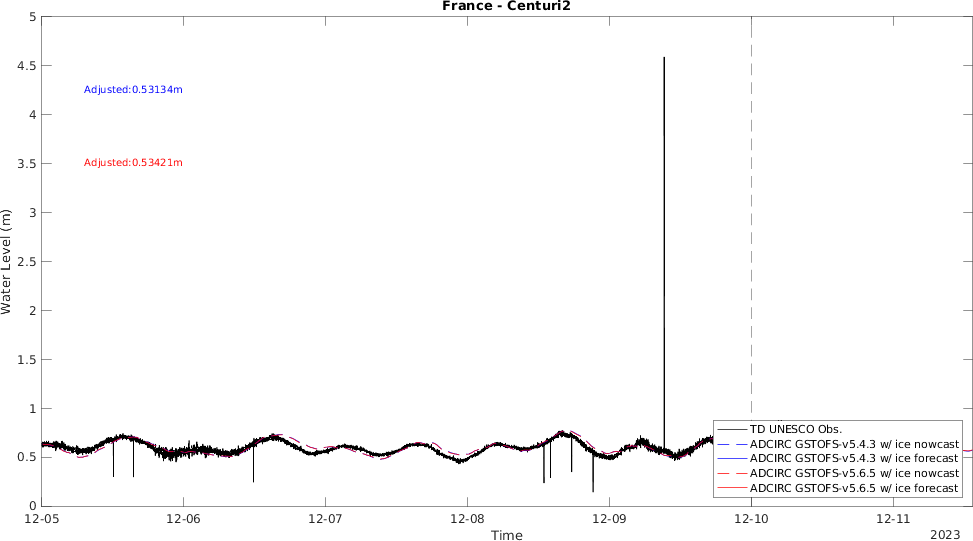 France - Centuri2
5
4.5
4
3.5
3
2.5
2
1.5
1
0.5
0
Water Level (m)
Adjusted:0.53134m
Adjusted:0.53421m
TD UNESCO Obs.
ADCIRC GSTOFS-v5.4.3 w/ ice nowcast
ADCIRC GSTOFS-v5.4.3 w/ ice forecast
ADCIRC GSTOFS-v5.6.5 w/ ice nowcast
ADCIRC GSTOFS-v5.6.5 w/ ice forecast
12-05 12-06 12-07 12-08 12-09 12-10 12-11
Time
2023